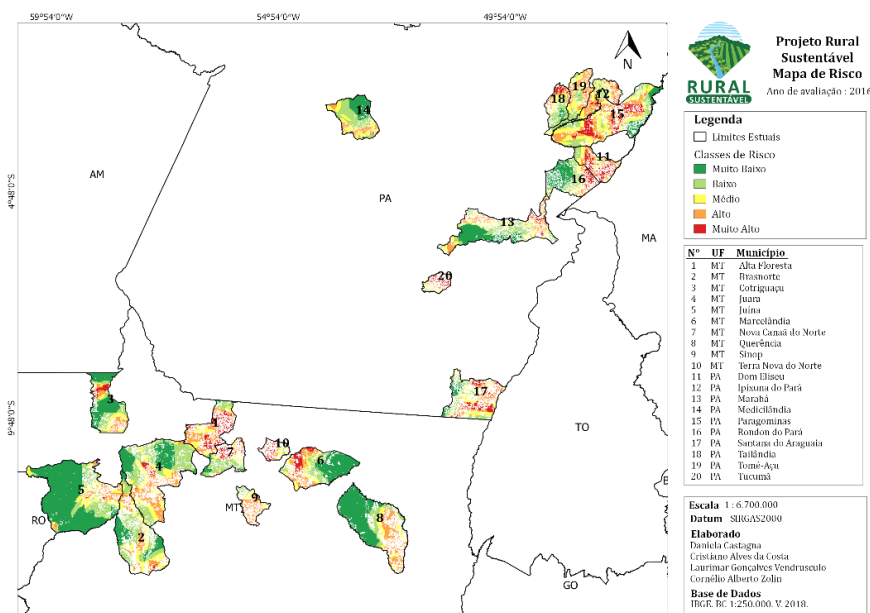 59°54'0"W
54°54'0"W
49°54'0"W
4°48'0"S
9°48'0"S
N
AM
PA
MA
TO
MT
RO
GO
B
14
18
19
12
15
11
16
13
20
17
3
1
7
10
4
6
5
9
8
2
RURAL
SUSTENTÁVEL
Projeto Rural
Sustentável
Mapa de Risco
Ano de avaliação : 2016
Legenda
Limites Estuais
Classes de Risco
Muito Baixo
Baixo
Médio
Alto
Muito Alto
Nº UF Município
1 MT Alta Floresta
2 MT Brasnorte
3 MT Cotriguaçu
4 MT Juara
5 MT Juína
6 MT Marcelândia
7 MT Nova Canaã do Norte
8 MT Querência
9 MT Sinop
10 MT Terra Nova do Norte
11 PA Dom Eliseu
12 PA Ipixuna do Pará
13 PA Marabá
14 PA Medicilândia
15 PA Paragominas
16 PA Rondon do Pará
17 PA Santana do Araguaia
18 PA Tailândia
19 PA Tomé-Açu
20 PA Tucumã
Escala 1 : 6.700.000
Datum SIRGAS2000
Elaborado
Daniela Castagna
Cristiano Alves da Costa
Laurimar Gonçalves Vendrusculo
Cornélio Alberto Zolin
Base de Dados
IBGE. BC 1:250.000. V. 2018.